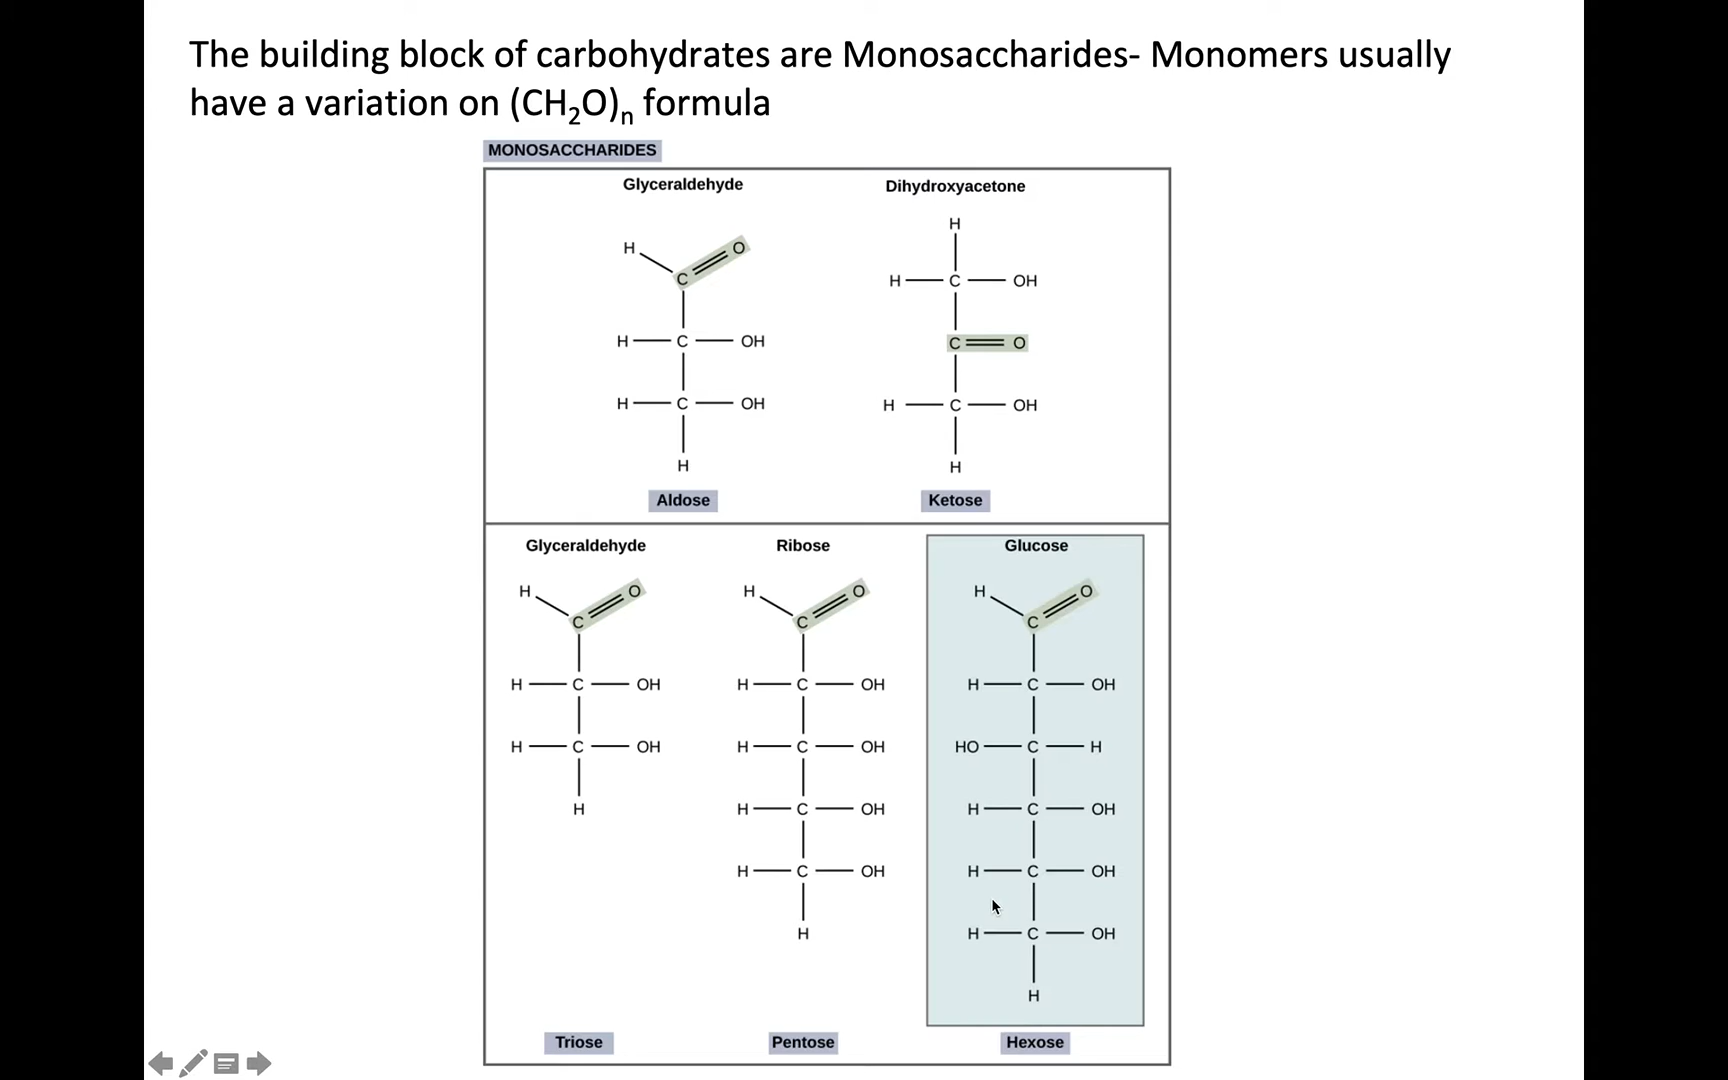 The building block of carbohydrates are Monosaccharides- Monomers usually
have a variation on (CH₂O)ₙ formula
MONOSACCHARIDES
Glyceraldehyde
H O
C
H C OH
H C OH
H
Aldose
Dihydroxyacetone
H
H C OH
C O
H C OH
H
Ketose
Glyceraldehyde
H O
C
H C OH
H C OH
H
Triose
Ribose
H O
C
H C OH
H C OH
H C OH
H C OH
H
Pentose
Glucose
H O
C
H C OH
HO C H
H C OH
H C OH
H C OH
H
Hexose